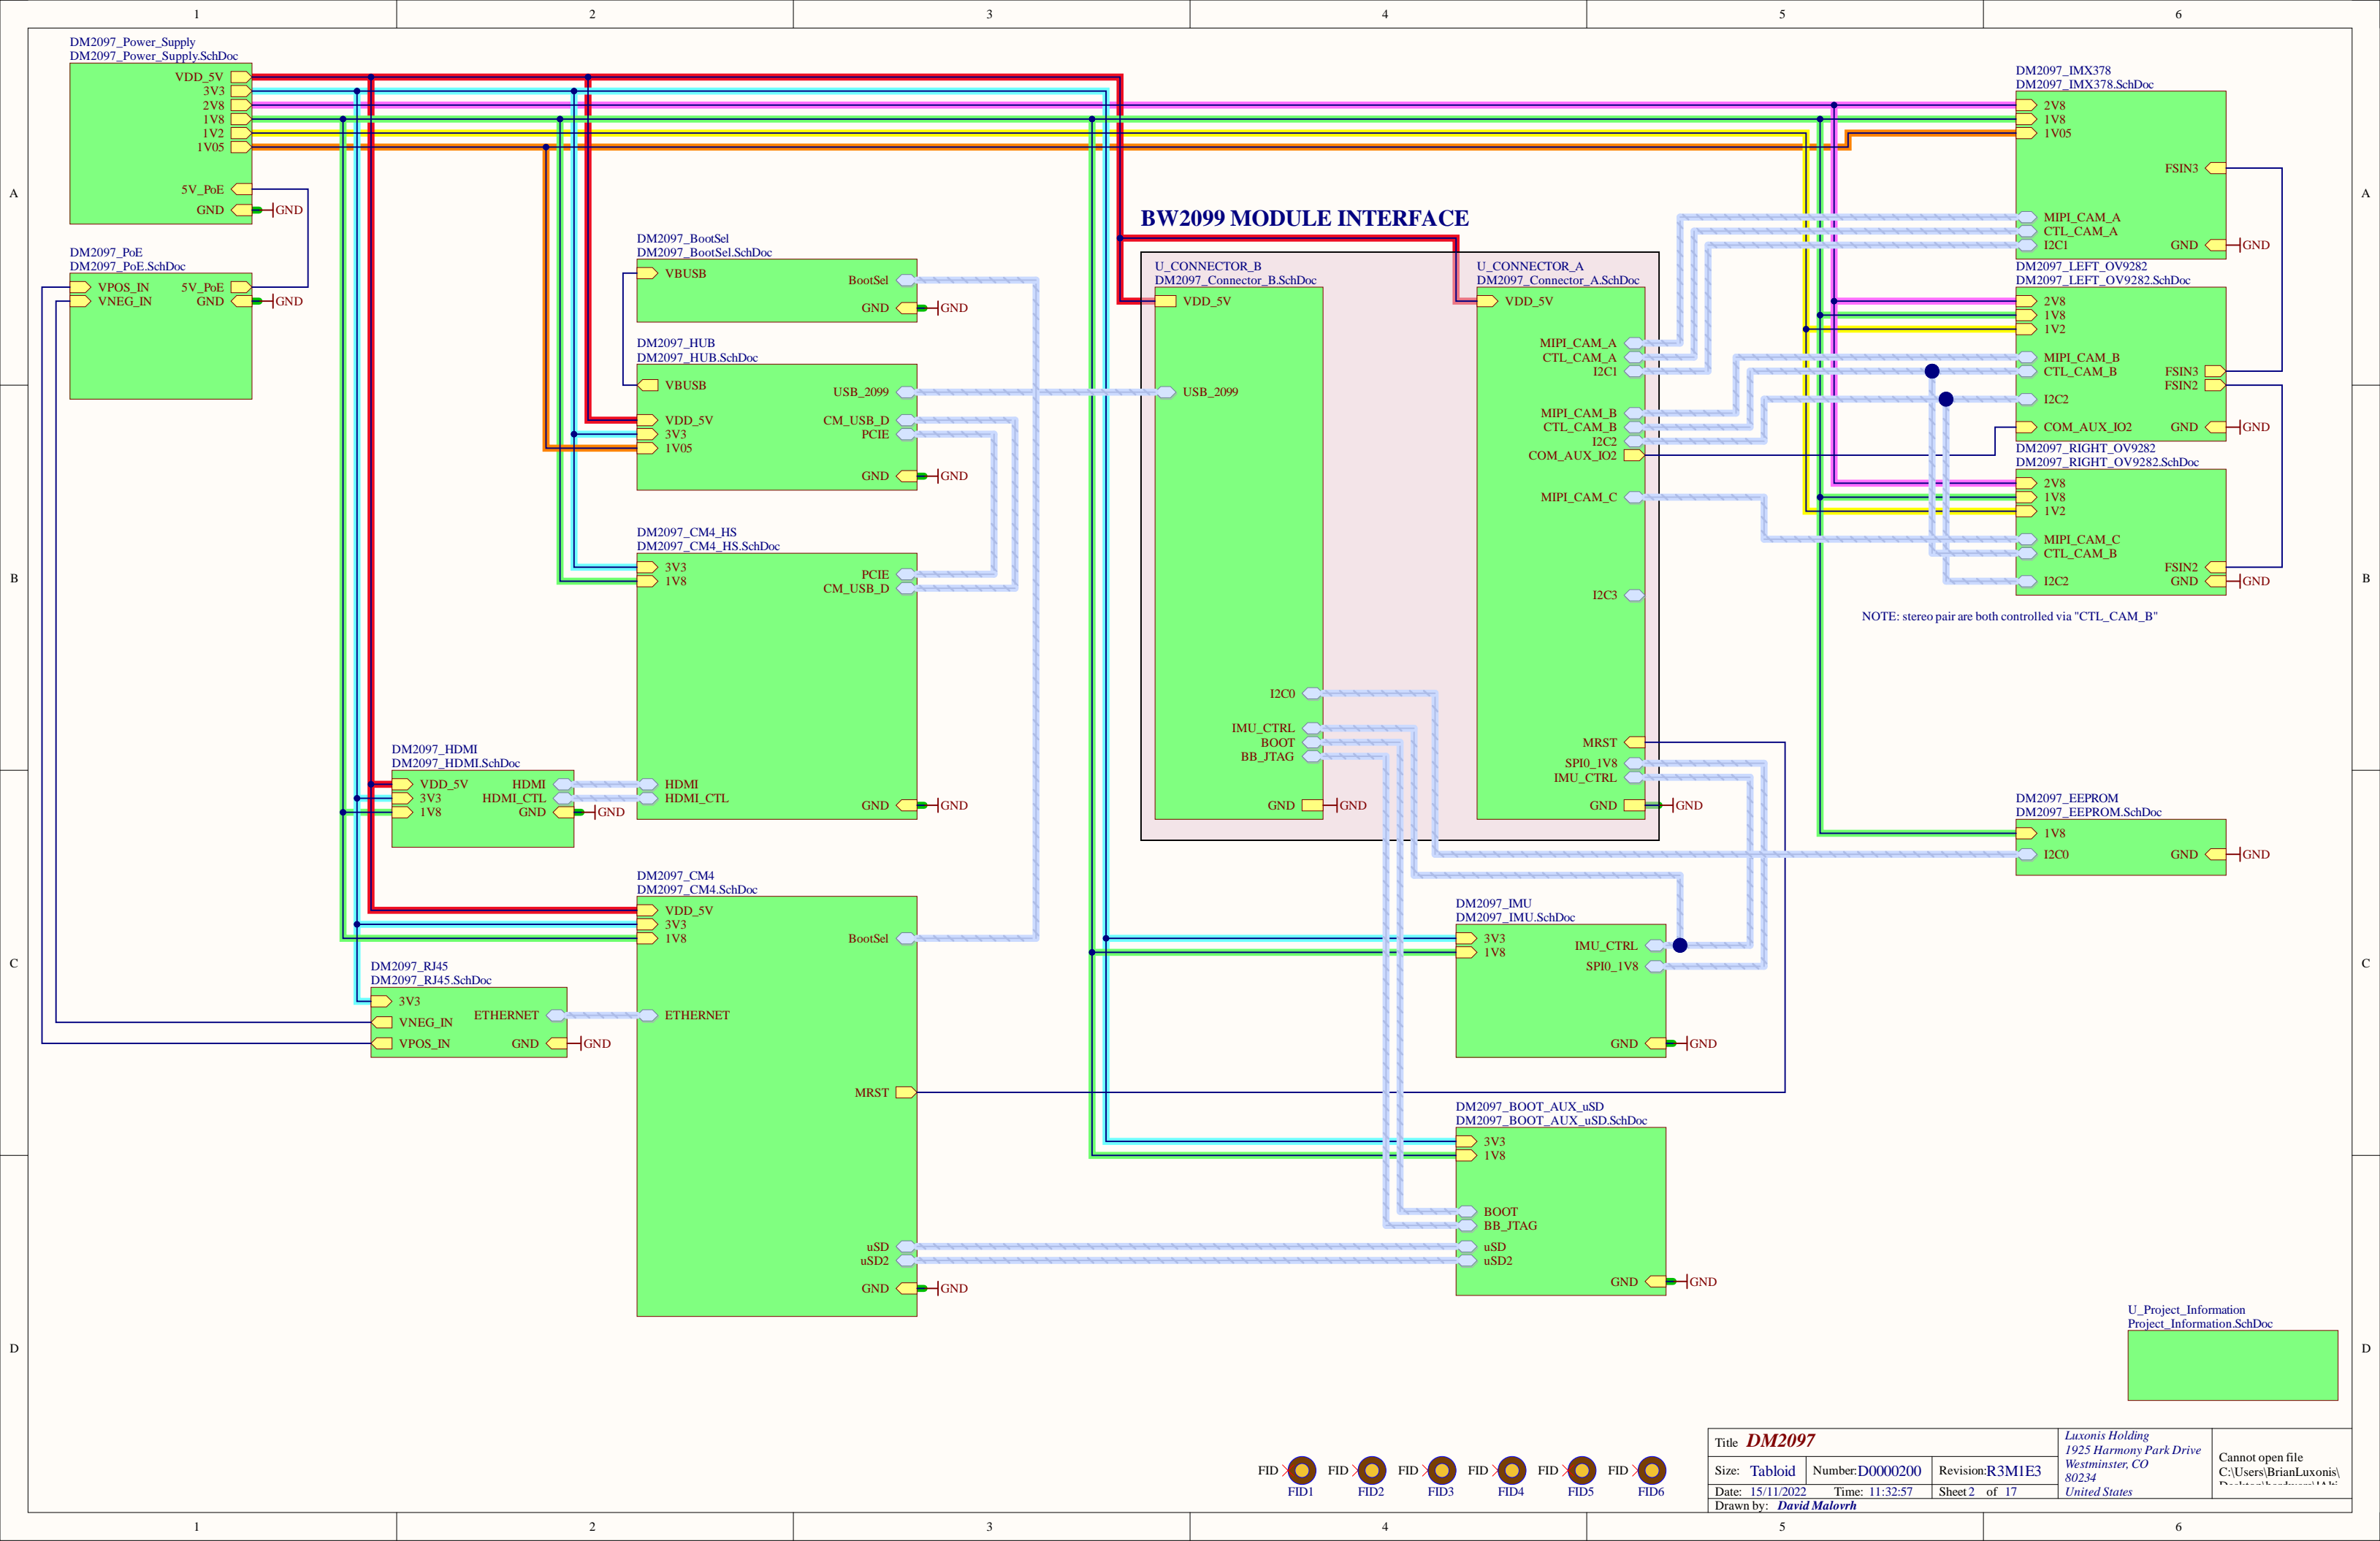 1 2 3 4 5 6
A
B
C
D
DM2097_Power_Supply
DM2097_Power_Supply.SchDoc
VDD_5V
3V3
2V8
1V8
1V2
1V05
5V_PoE
GND GND
DM2097_PoE
DM2097_PoE.SchDoc
VPOS_IN 5V_PoE
VNEG_IN GND GND
DM2097_BootSel
DM2097_BootSel.SchDoc
VBUSB BootSel
GND GND
DM2097_HUB
DM2097_HUB.SchDoc
VBUSB USB_2099
VDD_5V CM_USB_D
3V3 PCIE
1V05
GND GND
DM2097_CM4_HS
DM2097_CM4_HS.SchDoc
3V3 PCIE
1V8 CM_USB_D
HDMI
HDMI_CTL
GND GND
DM2097_HDMI
DM2097_HDMI.SchDoc
VDD_5V HDMI
3V3 HDMI_CTL
1V8 GND GND
DM2097_CM4
DM2097_CM4.SchDoc
VDD_5V
3V3
1V8 BootSel
ETHERNET
MRST
uSD
uSD2
GND GND
DM2097_RJ45
DM2097_RJ45.SchDoc
3V3
VNEG_IN ETHERNET
VPOS_IN GND GND
BW2099 MODULE INTERFACE
U_CONNECTOR_B
DM2097_Connector_B.SchDoc
VDD_5V
USB_2099
I2C0
IMU_CTRL
BOOT
BB_JTAG
GND GND
U_CONNECTOR_A
DM2097_Connector_A.SchDoc
VDD_5V
MIPI_CAM_A
CTL_CAM_A
I2C1
MIPI_CAM_B
CTL_CAM_B
I2C2
COM_AUX_IO2
MIPI_CAM_C
I2C3
MRST
SPI0_1V8
IMU_CTRL
GND GND
DM2097_IMU
DM2097_IMU.SchDoc
3V3 IMU_CTRL
1V8 SPI0_1V8
GND GND
DM2097_BOOT_AUX_uSD
DM2097_BOOT_AUX_uSD.SchDoc
3V3
1V8
BOOT
BB_JTAG
uSD
uSD2
GND GND
DM2097_IMX378
DM2097_IMX378.SchDoc
2V8
1V8
1V05
FSIN3
MIPI_CAM_A
CTL_CAM_A
I2C1 GND GND
DM2097_LEFT_OV9282
DM2097_LEFT_OV9282.SchDoc
2V8
1V8
1V2
MIPI_CAM_B
CTL_CAM_B FSIN3
FSIN2
I2C2
COM_AUX_IO2 GND GND
DM2097_RIGHT_OV9282
DM2097_RIGHT_OV9282.SchDoc
2V8
1V8
1V2
MIPI_CAM_C
CTL_CAM_B
FSIN2
I2C2 GND GND
NOTE: stereo pair are both controlled via "CTL_CAM_B"
DM2097_EEPROM
DM2097_EEPROM.SchDoc
1V8
I2C0 GND GND
U_Project_Information
Project_Information.SchDoc
FID FID FID FID FID FID
FID1 FID2 FID3 FID4 FID5 FID6
Title DM2097
Size: Tabloid Number:D0000200 Revision:R3M1E3
Date: 15/11/2022 Time: 11:32:57 Sheet 2 of 17
Drawn by: David Malovrh
Luxonis Holding
1925 Harmony Park Drive
Westminster, CO
80234
United States
Cannot open file
C:\Users\BrianLuxonis\
A
B
C
D
1 2 3 4 5 6